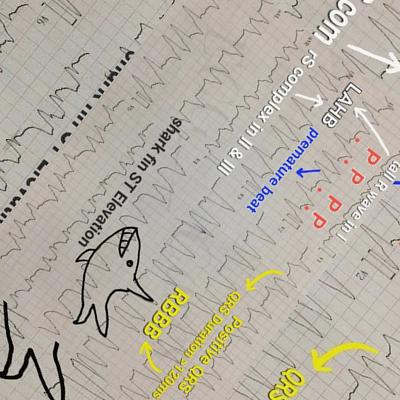 com
rS complex in II & III
LAHB
premature beat
P
P
P
P
tall R wave in I
shark fin ST Elevation
RBBB
QRS Duration >120ms
Positive QRS
QRS